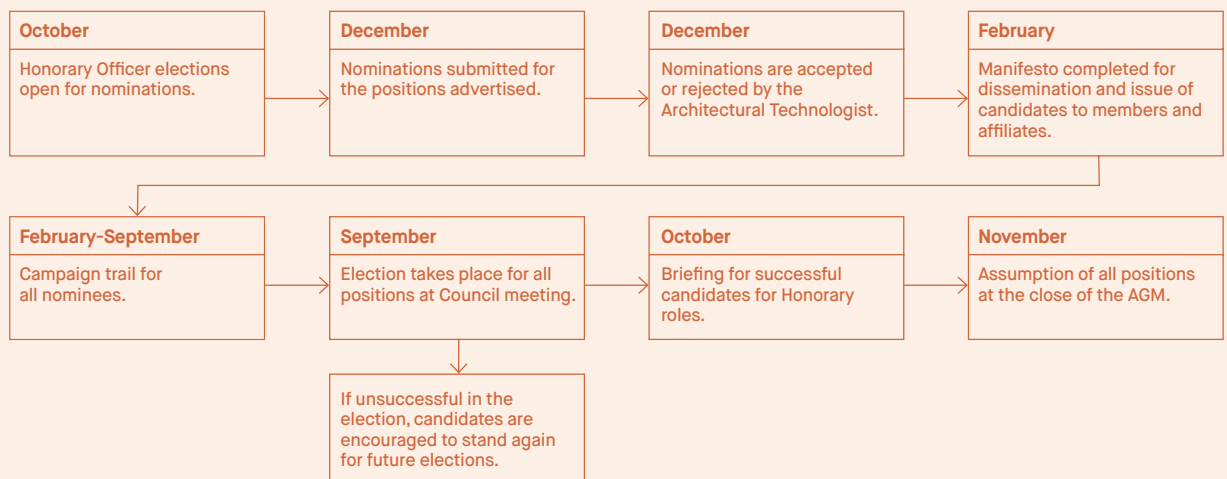 October
Honorary Officer elections
open for nominations.
December
Nominations submitted for
the positions advertised.
December
Nominations are accepted
or rejected by the
Architectural Technologist.
February
Manifesto completed for
dissemination and issue of
candidates to members and
affiliates.
February-September
Campaign trail for
all nominees.
September
Election takes place for all
positions at Council meeting.
October
Briefing for successful
candidates for Honorary
roles.
November
Assumption of all positions
at the close of the AGM.
If unsuccessful in the
election, candidates are
encouraged to stand again
for future elections.